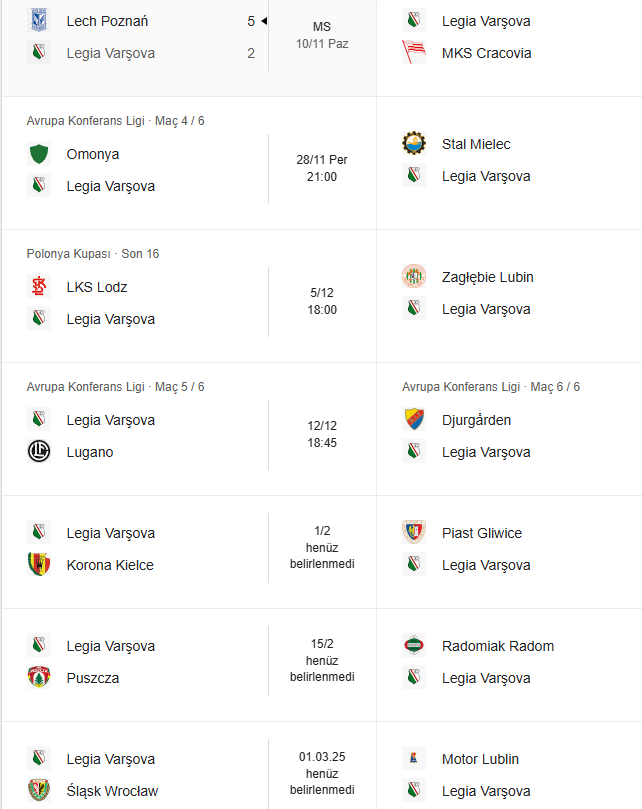 Lech Poznań 5
Legia Varşova 2
MS
10/11 Paz
Legia Varşova
MKS Cracovia
Avrupa Konferans Ligi · Maç 4 / 6
Omonya
Legia Varşova
28/11 Per
21:00
Stal Mielec
Legia Varşova
Polonya Kupası · Son 16
LKS Lodz
Legia Varşova
5/12
18:00
Zagłębie Lubin
Legia Varşova
Avrupa Konferans Ligi · Maç 5 / 6
Legia Varşova
Lugano
12/12
18:45
Avrupa Konferans Ligi · Maç 6 / 6
Djurgården
Legia Varşova
Legia Varşova
Korona Kielce
1/2
henüz
belirlenmedi
Piast Gliwice
Legia Varşova
Legia Varşova
Puszcza
15/2
henüz
belirlenmedi
Radomiak Radom
Legia Varşova
Legia Varşova
Śląsk Wrocław
01.03.25
henüz
belirlenmedi
Motor Lublin
Legia Varşova